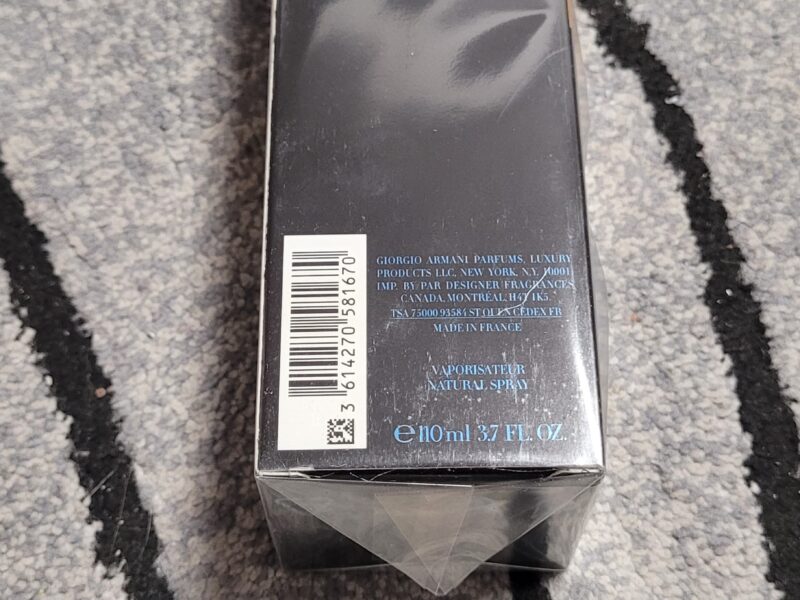 GIORGIO ARMANI PARFUMS, LUXURY
PRODUCTS LLC, NEW YORK, N.Y. 10001
IMP. BY/PAR DESIGNER FRAGRANCES
CANADA, MONTRÉAL, H4T 1K5.
TSA 75000 93584 ST OUEN CEDEX FR
MADE IN FRANCE
VAPORISATEUR
NATURAL SPRAY
℮110 ml 3.7 FL. OZ.
3 614270 581670